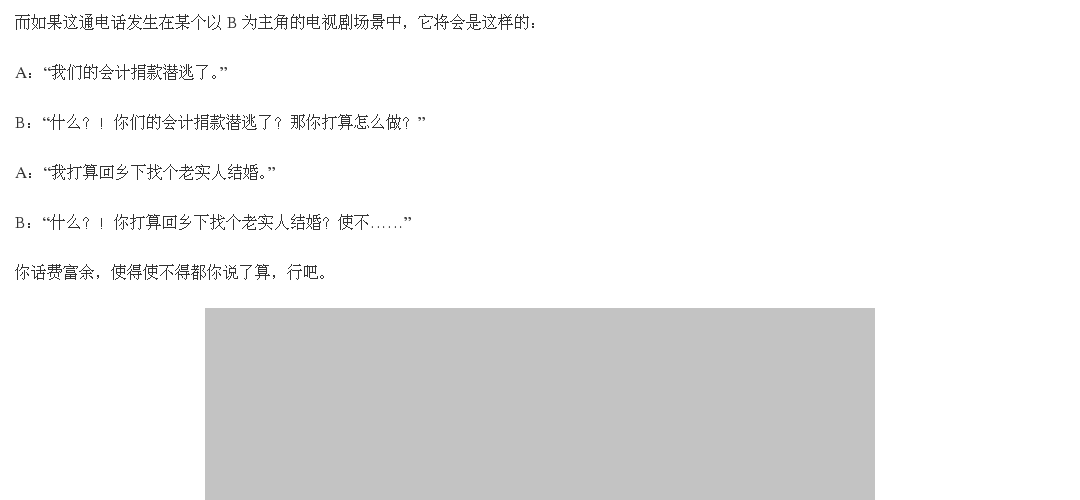 而如果这通电话发生在某个以 B 为主角的电视剧场景中，它将会是这样的：
A：“我们的会计捐款潜逃了。”
B：“什么？！你们的会计捐款潜逃了？那你打算怎么做？”
A：“我打算回乡下找个老实人结婚。”
B：“什么？！你打算回乡下找个老实人结婚？使不……”
你话费富余，使得使不得都你说了算，行吧。